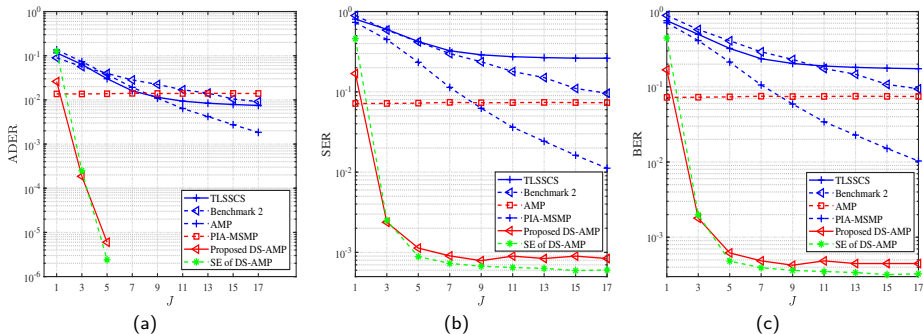 10^0
10^-1
10^-2
10^-3
10^-4
10^-5
10^-6
ADER
1 3 5 7 9 11 13 15 17
J
TLSSCS
Benchmark 2
AMP
PIA-MSMP
Proposed DS-AMP
SE of DS-AMP
(a)
10^0
10^-1
10^-2
10^-3
SER
1 3 5 7 9 11 13 15 17
J
TLSSCS
Benchmark 2
AMP
PIA-MSMP
Proposed DS-AMP
SE of DS-AMP
(b)
10^0
10^-1
10^-2
10^-3
BER
1 3 5 7 9 11 13 15 17
J
TLSSCS
Benchmark 2
AMP
PIA-MSMP
Proposed DS-AMP
SE of DS-AMP
(c)